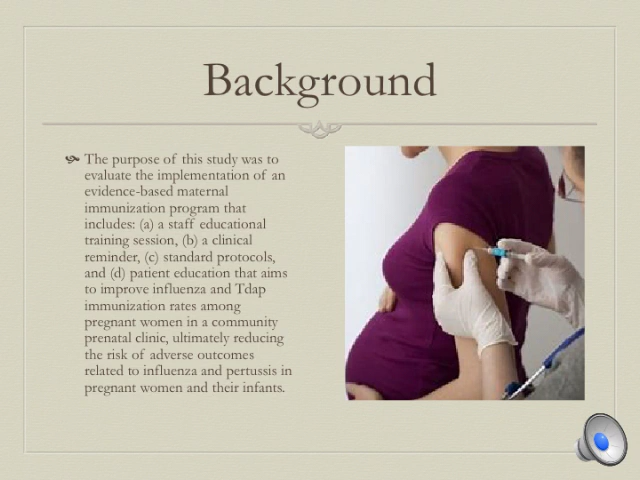 Background
The purpose of this study was to
evaluate the implementation of an
evidence-based maternal
immunization program that
includes: (a) a staff educational
training session, (b) a clinical
reminder, (c) standard protocols,
and (d) patient education that aims
to improve influenza and Tdap
immunization rates among
pregnant women in a community
prenatal clinic, ultimately reducing
the risk of adverse outcomes
related to influenza and pertussis in
pregnant women and their infants.